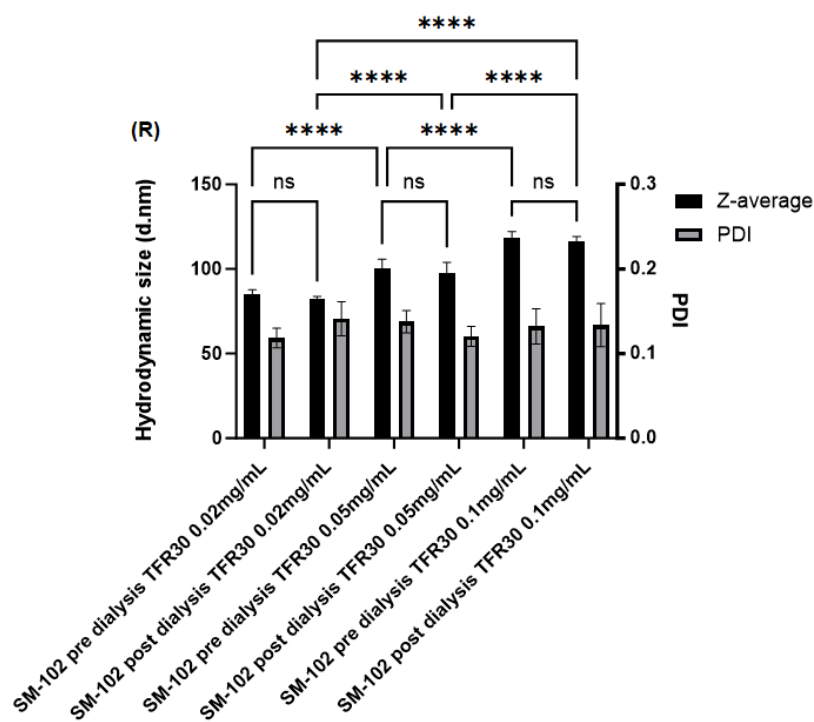 ****
**** ****
(R)
**** ****
ns ns ns
Hydrodynamic size (d.nm)
150
100
50
0
0.3
0.2
0.1
0.0
PDI
Z-average
PDI
SM-102 pre dialysis TFR30 0.02mg/mL
SM-102 post dialysis TFR30 0.02mg/mL
SM-102 pre dialysis TFR30 0.05mg/mL
SM-102 post dialysis TFR30 0.05mg/mL
SM-102 pre dialysis TFR30 0.1mg/mL
SM-102 post dialysis TFR30 0.1mg/mL